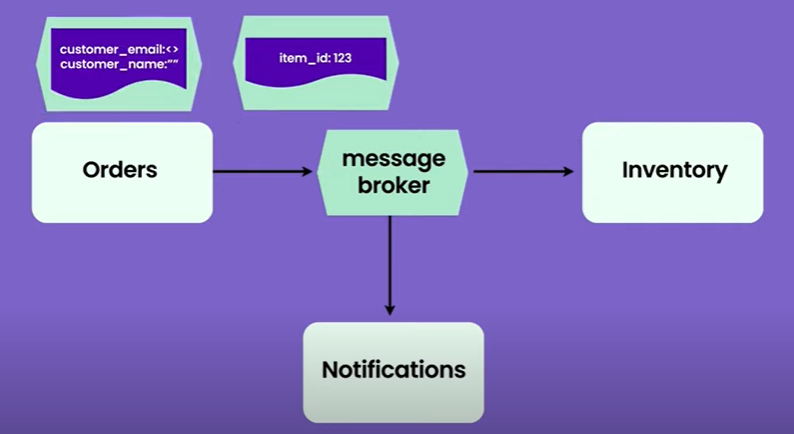 customer_email:<>
customer_name:””
item_id: 123
Orders
message
broker
Inventory
Notifications